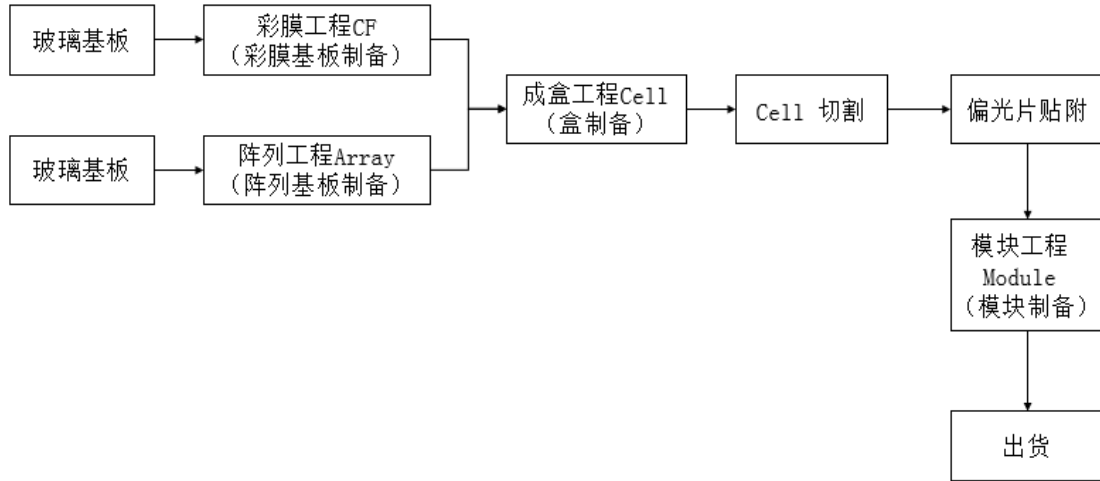 玻璃基板
彩膜工程CF
（彩膜基板制备）
玻璃基板
阵列工程Array
（阵列基板制备）
成盒工程Cell
（盒制备）
Cell 切割
偏光片贴附
模块工程
Module
（模块制备）
出货